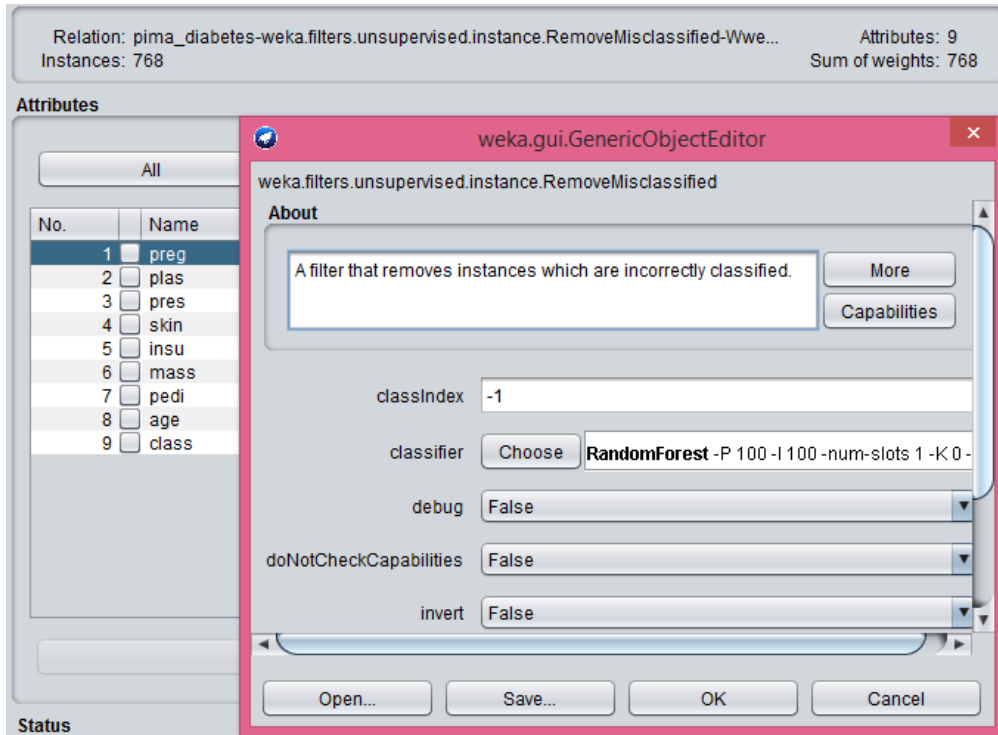 Relation: pima_diabetes-weka.filters.unsupervised.instance.RemoveMisclassified-Wwe... Attributes: 9
Instances: 768 Sum of weights: 768
Attributes
All
No. Name
1 preg
2 plas
3 pres
4 skin
5 insu
6 mass
7 pedi
8 age
9 class
weka.gui.GenericObjectEditor
weka.filters.unsupervised.instance.RemoveMisclassified
About
A filter that removes instances which are incorrectly classified.
More
Capabilities
classIndex -1
classifier Choose RandomForest -P 100 -I 100 -num-slots 1 -K 0 -
debug False
doNotCheckCapabilities False
invert False
Open... Save... OK Cancel
Status